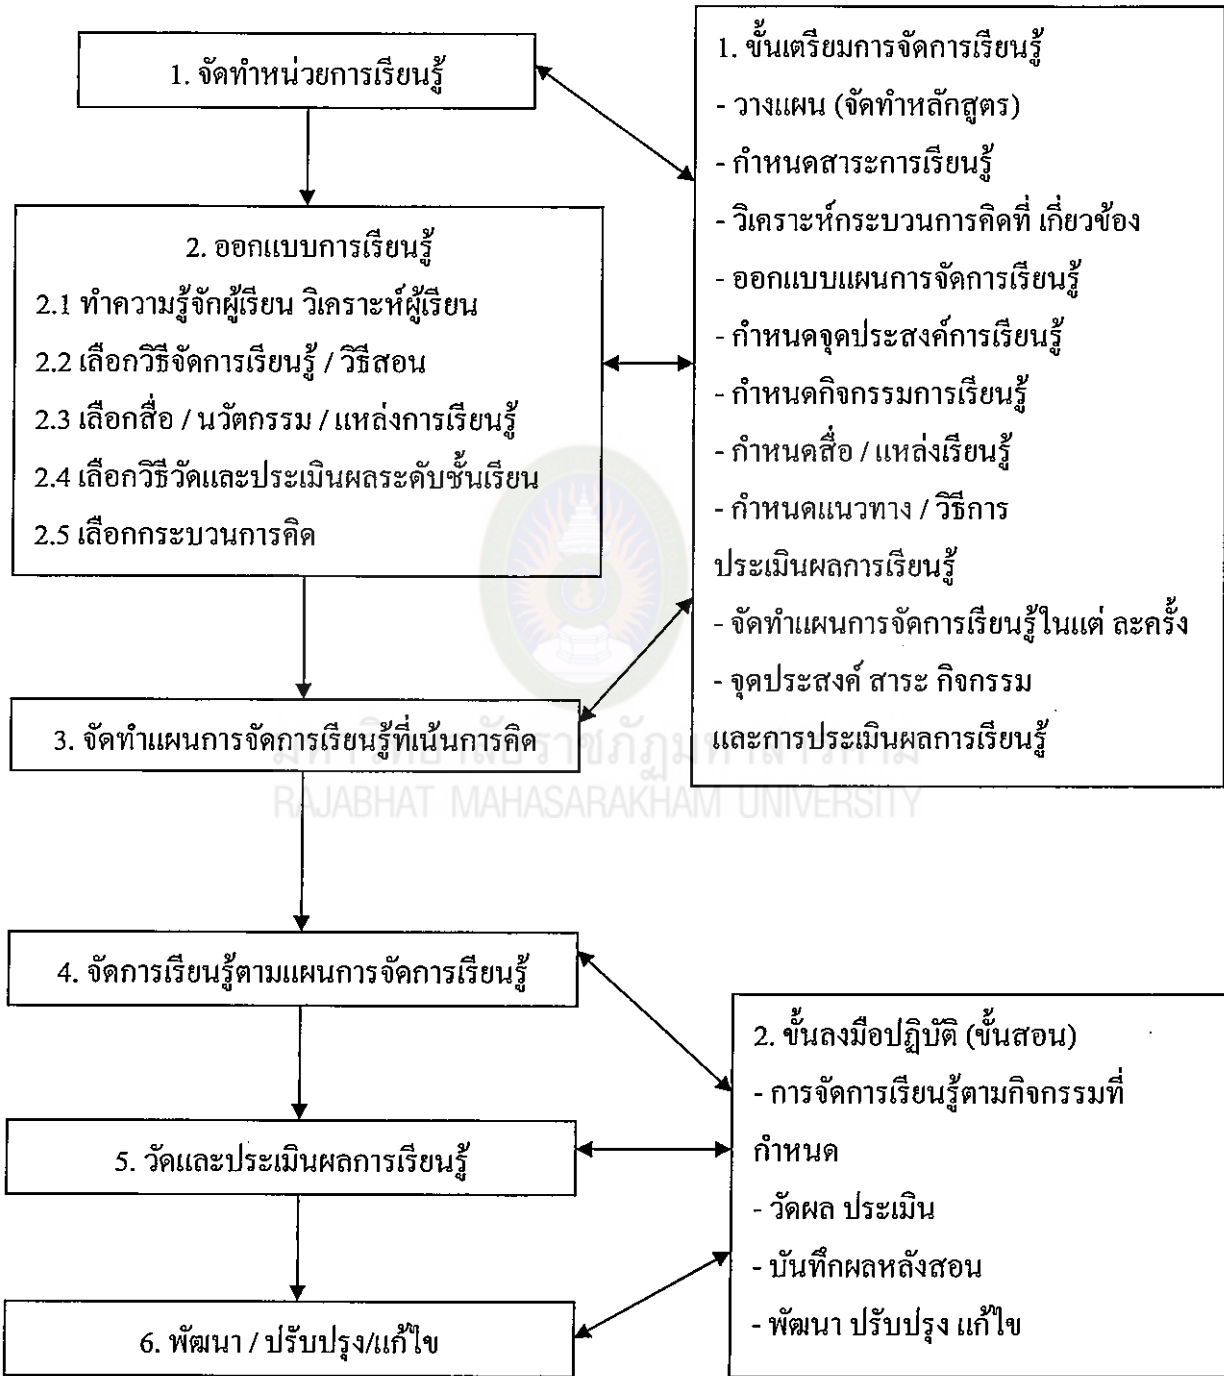 1. จัดทำหน่วยการเรียนรู้
2. ออกแบบการเรียนรู้
2.1 ทำความรู้จักผู้เรียน วิเคราะห์ผู้เรียน
2.2 เลือกวิธีจัดการเรียนรู้ / วิธีสอน
2.3 เลือกสื่อ / นวัตกรรม / แหล่งการเรียนรู้
2.4 เลือกวิธีวัดและประเมินผลระดับชั้นเรียน
2.5 เลือกกระบวนการคิด
3. จัดทำแผนการจัดการเรียนรู้ที่เน้นการคิด
4. จัดการเรียนรู้ตามแผนการจัดการเรียนรู้
5. วัดและประเมินผลการเรียนรู้
6. พัฒนา / ปรับปรุง/แก้ไข
1. ขั้นเตรียมการจัดการเรียนรู้
- วางแผน (จัดทำหลักสูตร)
- กำหนดสาระการเรียนรู้
- วิเคราะห์กระบวนการคิดที่ เกี่ยวข้อง
- ออกแบบแผนการจัดการเรียนรู้
- กำหนดจุดประสงค์การเรียนรู้
- กำหนดกิจกรรมการเรียนรู้
- กำหนดสื่อ / แหล่งเรียนรู้
- กำหนดแนวทาง / วิธีการ
ประเมินผลการเรียนรู้
- จัดทำแผนการจัดการเรียนรู้ในแต่ ละครั้ง
- จุดประสงค์ สาระ กิจกรรม
และการประเมินผลการเรียนรู้
2. ขั้นลงมือปฏิบัติ (ขั้นสอน)
- การจัดการเรียนรู้ตามกิจกรรมที่
กำหนด
- วัดผล ประเมิน
- บันทึกผลหลังสอน
- พัฒนา ปรับปรุง แก้ไข
มหาวิทยาลัยราชภัฏมหาสารคาม
RAJABHAT MAHASARAKHAM UNIVERSITY